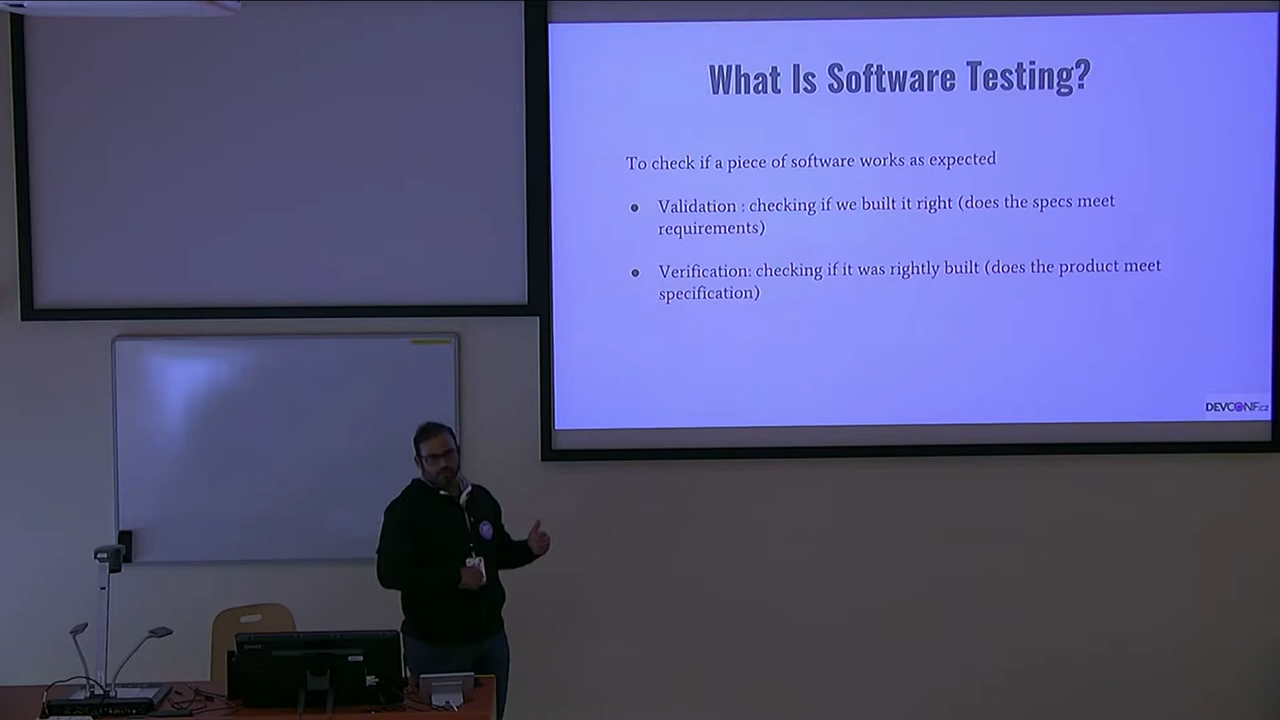 What Is Software Testing?
To check if a piece of software works as expected
Validation : checking if we built it right (does the specs meet
requirements)
Verification: checking if it was rightly built (does the product meet
specification)
DEVCONF.cz